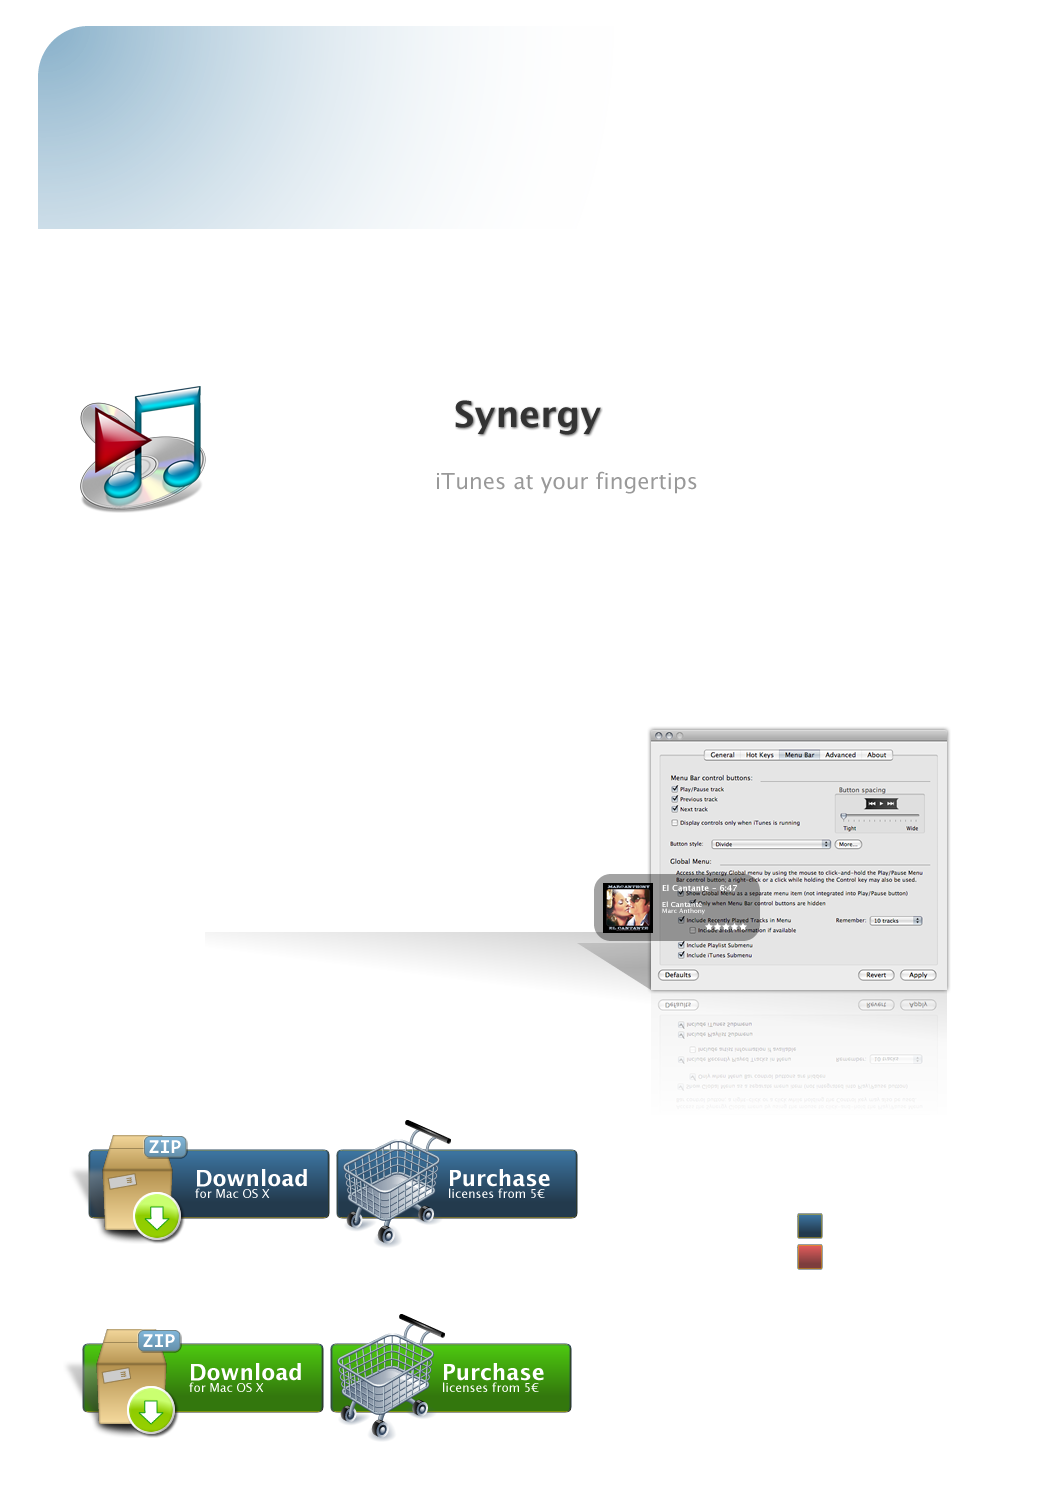 Synergy
iTunes at your fingertips
General Hot Keys Menu Bar Advanced About
Menu Bar control buttons:
Play/Pause track
Previous track
Next track
Display controls only when iTunes is running
Button spacing
Tight Wide
Button style: Divide More...
Global Menu:
Access the Synergy Global menu by using the mouse to click-and-hold the Play/Pause Menu
Bar control button; a right-click or a click while holding the Control key may also be used.
Show Global Menu as a separate menu item (not integrated into Play/Pause button)
Only when Menu Bar control buttons are hidden
Include Recently Played Tracks in Menu Remember: 10 tracks
Include artist information if available
Include Playlist Submenu
Include iTunes Submenu
Defaults Revert Apply
MARC ANTHONY
EL CANTANTE
El Cantante - 6:47
El Cantante
Marc Anthony
ZIP
Download
for Mac OS X
Purchase
licenses from 5€
ZIP
Download
for Mac OS X
Purchase
licenses from 5€